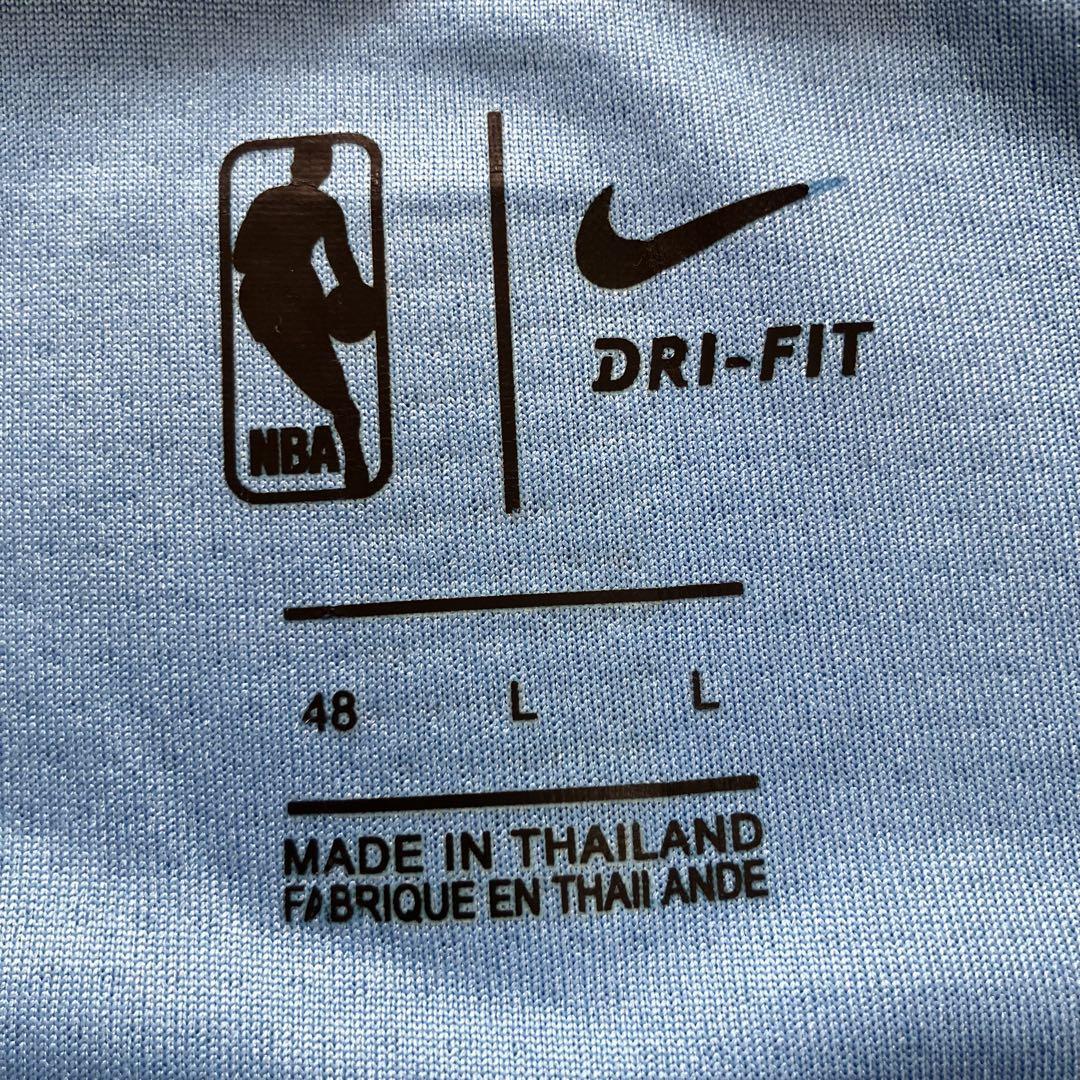 NBA
DRI-FIT
48 L L
MADE IN THAILAND
FABRIQUE EN THAILANDE